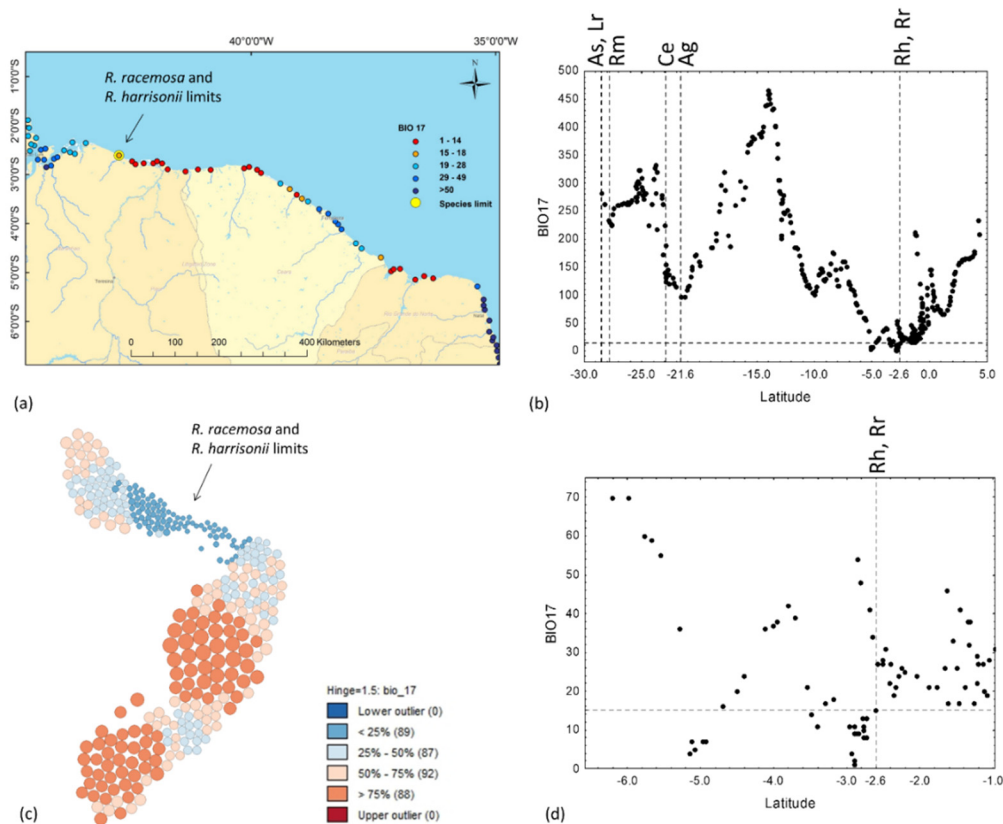 40°0'0"W
35°0'0"W
R. racemosa and
R. harrisonii limits
N
1°0'0"S
2°0'0"S
3°0'0"S
4°0'0"S
5°0'0"S
6°0'0"S
BIO 17
1 - 14
15 - 18
19 - 28
29 - 49
>50
Species limit
0 100 200 400 Kilometers
(a)
As, Lr
Rm
Ce
Ag
Rh, Rr
500
450
400
350
300
250
200
150
100
50
0
BIO17
-30.0 -25.0 -21.6 -15.0 -10.0 -5.0 -2.6 0.0 5.0
Latitude
(b)
R. racemosa and
R. harrisonii limits
Hinge=1.5: bio_17
Lower outlier (0)
< 25% (89)
25% - 50% (87)
50% - 75% (92)
> 75% (88)
Upper outlier (0)
(c)
Rh, Rr
70
60
50
40
30
20
10
0
BIO17
-6.0 -5.0 -4.0 -2.6 -2.0 -1.0
Latitude
(d)